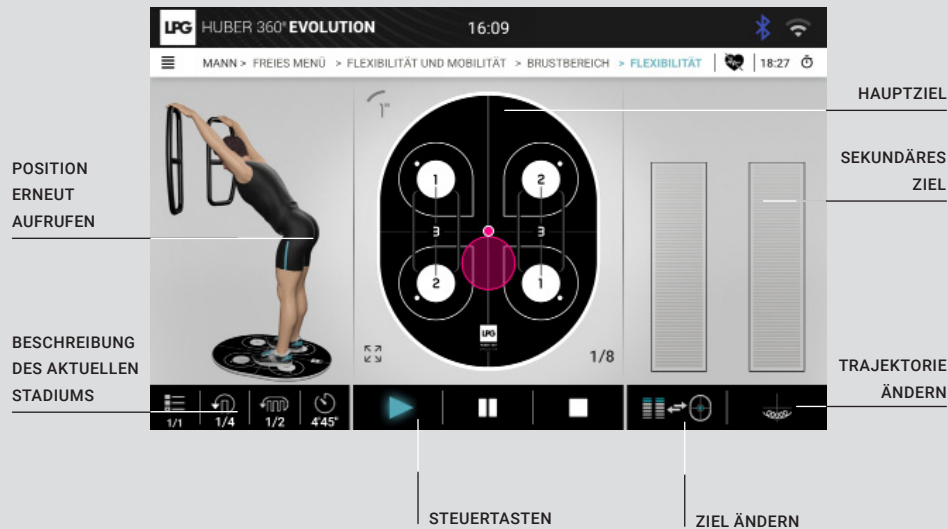 LPG HUBER 360° EVOLUTION 16:09
MANN > FREIES MENÜ > FLEXIBILITÄT UND MOBILITÄT > BRUSTBEREICH > FLEXIBILITÄT 18:27
HAUPTZIEL
SEKUNDÄRES
ZIEL
POSITION
ERNEUT
AUFRUFEN
1"
1 2
3 3
2 1
LPG
1/8
BESCHREIBUNG
DES AKTUELLEN
STADIUMS
TRAJEKTORIE
ÄNDERN
1/1 1/4 1/2 4'45"
STEUERTASTEN
ZIEL ÄNDERN